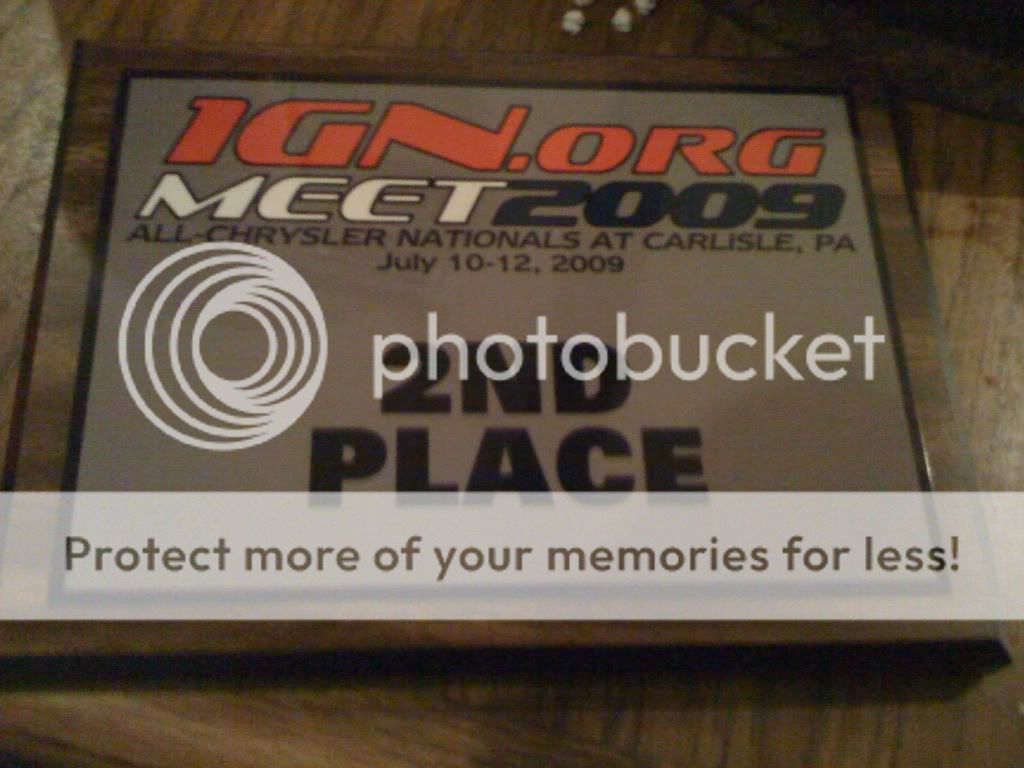 1GN.ORG
MEET2009
ALL-CHRYSLER NATIONALS AT CARLISLE, PA
July 10-12, 2009
photobucket
2ND
PLACE
Protect more of your memories for less!